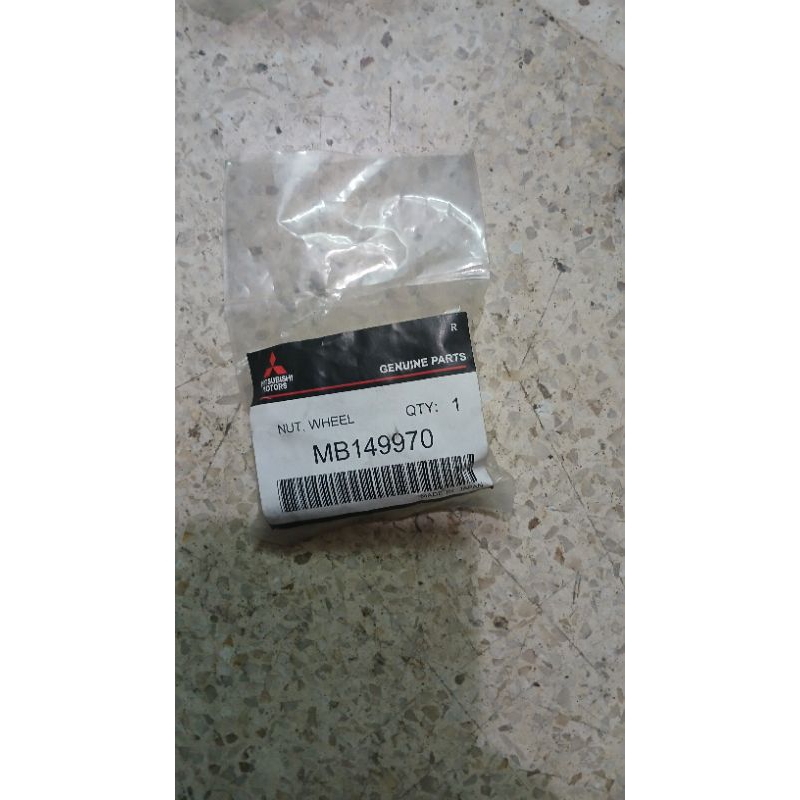 R
MITSUBISHI
MOTORS
GENUINE PARTS
NUT. WHEEL QTY: 1
MB149970
MADE IN JAPAN